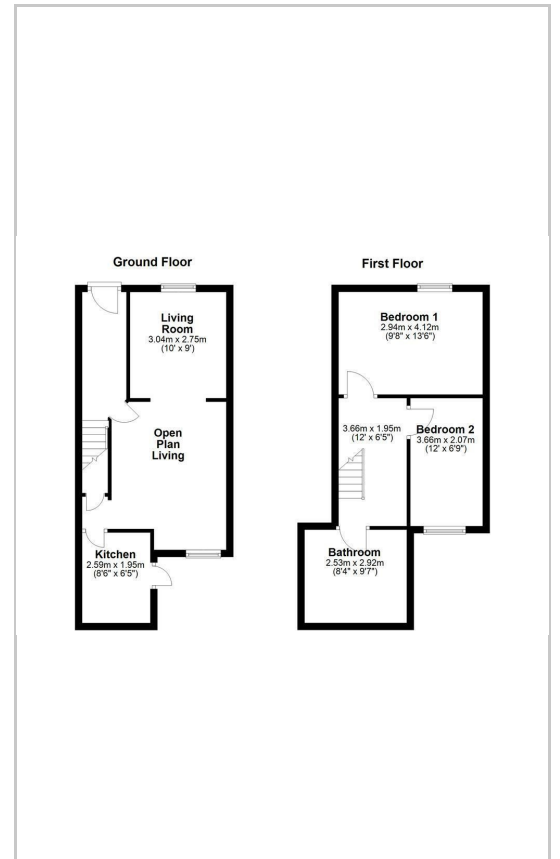 Ground Floor
Living
Room
3.04m x 2.75m
(10' x 9')
Open
Plan
Living
Kitchen
2.59m x 1.95m
(8'6" x 6'5")
First Floor
Bedroom 1
2.94m x 4.12m
(9'8" x 13'6")
3.66m x 1.95m
(12' x 6'5")
Bedroom 2
3.66m x 2.07m
(12' x 6'9")
Bathroom
2.53m x 2.92m
(8'4" x 9'7")